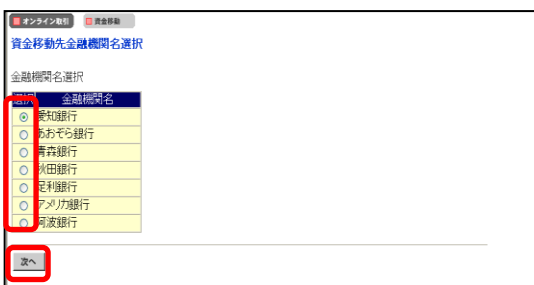 オンライン取引 資金移動
資金移動先金融機関名選択
金融機関名選択
選択 金融機関名
愛知銀行
あおぞら銀行
青森銀行
秋田銀行
足利銀行
アメリカ銀行
阿波銀行
次へ